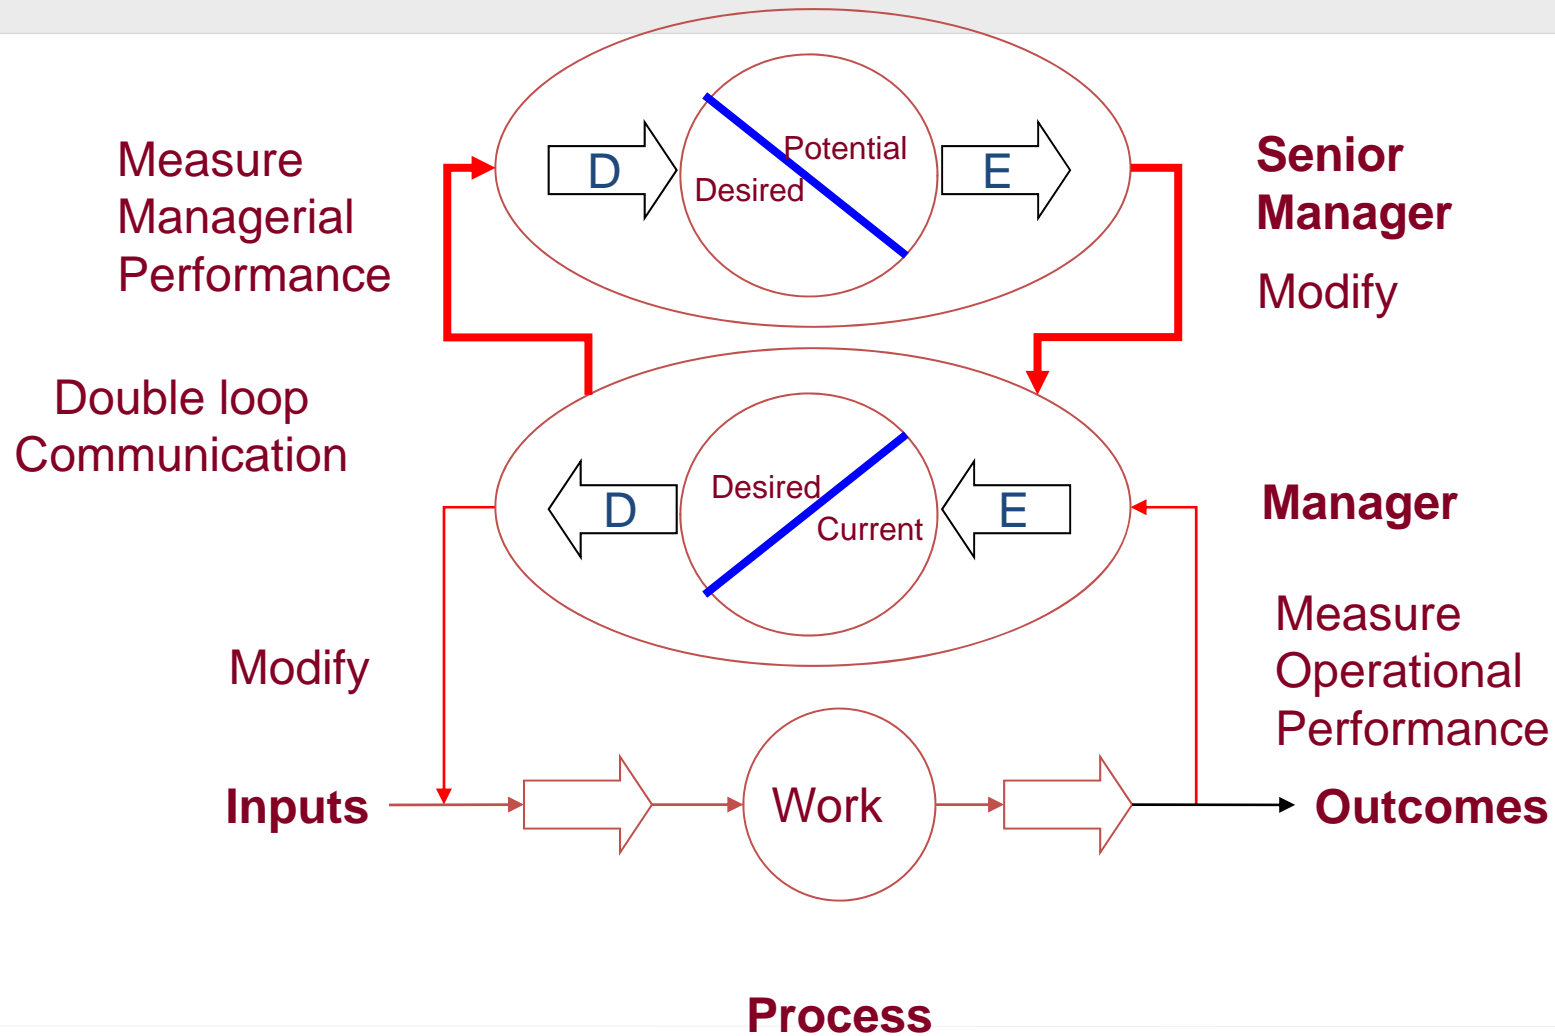 Measure
Managerial
Performance
D
Potential
Desired
E
Senior
Manager
Modify
Double loop
Communication
D
Desired
Current
E
Manager
Modify
Measure
Operational
Performance
Inputs
Work
Outcomes
Process